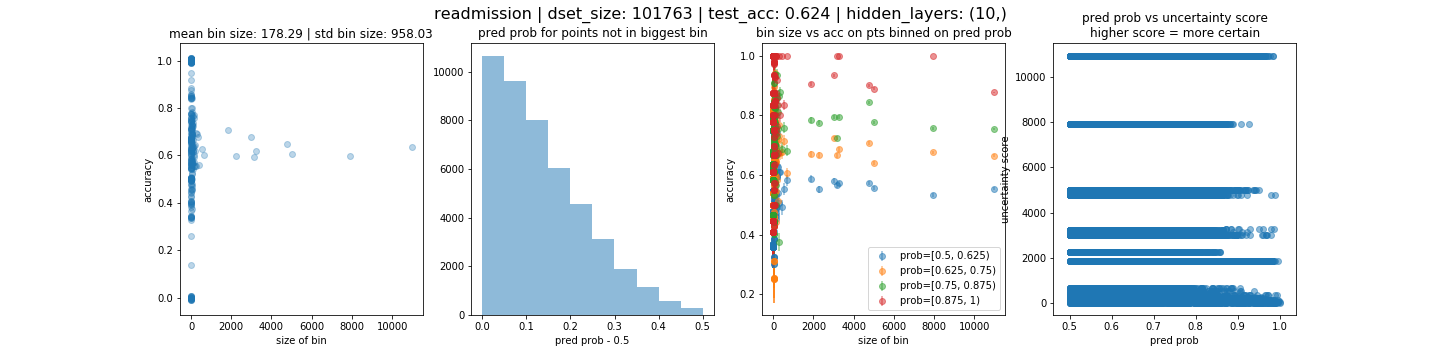 readmission | dset_size: 101763 | test_acc: 0.624 | hidden_layers: (10,)
mean bin size: 178.29 | std bin size: 958.03
1.0
0.8
0.6
0.4
0.2
0.0
accuracy
0
2000
4000
6000
8000
10000
size of bin
pred prob for points not in biggest bin
10000
8000
6000
4000
2000
0
0.0
0.1
0.2
0.3
0.4
0.5
pred prob - 0.5
bin size vs acc on pts binned on pred prob
1.0
0.8
0.6
0.4
0.2
accuracy
prob=[0.5, 0.625)
prob=[0.625, 0.75)
prob=[0.75, 0.875)
prob=[0.875, 1)
0
2000
4000
6000
8000
10000
size of bin
pred prob vs uncertainty score
higher score = more certain
10000
8000
6000
4000
2000
0
uncertainty score
0.5
0.6
0.7
0.8
0.9
1.0
pred prob